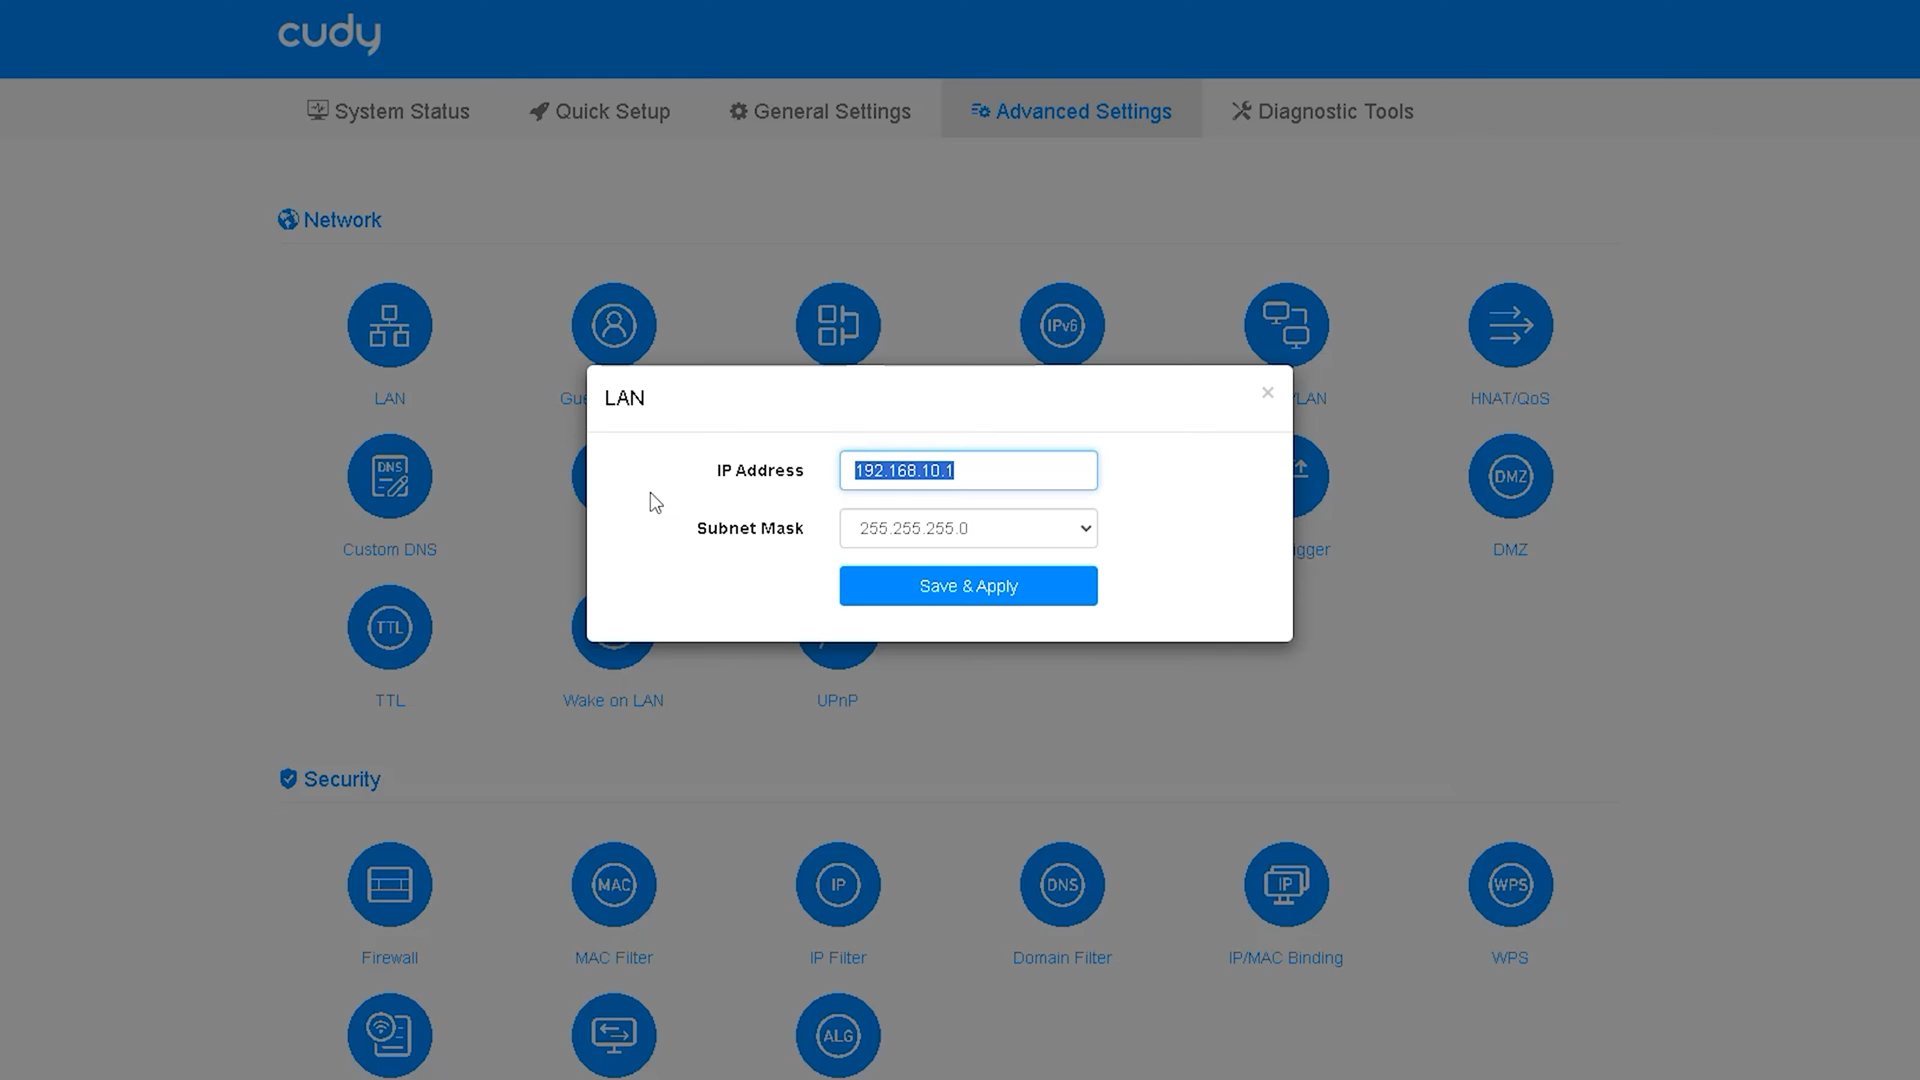 cudy
System Status
Quick Setup
General Settings
Advanced Settings
Diagnostic Tools
Network
IPv6
LAN
Gu
LAN
HNAT/QoS
LAN
IP Address
192.168.10.1
DNS
DMZ
Subnet Mask
255.255.255.0
Custom DNS
igger
DMZ
Save & Apply
TTL
TTL
Wake on LAN
UPnP
Security
MAC
IP
DNS
IP
WPS
Firewall
MAC Filter
IP Filter
Domain Filter
IP/MAC Binding
WPS
ALG